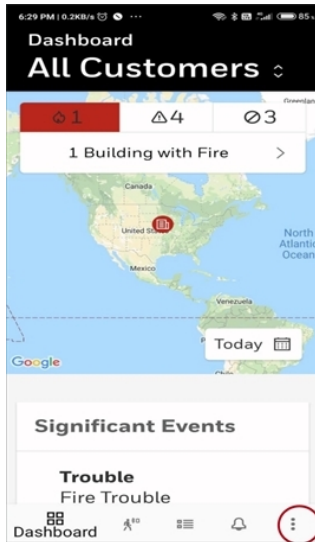 6:29 PM | 0.2KB/s
85
Dashboard
All Customers
Greenland
1
4
3
1 Building with Fire
Canada
United
North
Atlantic
Ocean
Mexico
Venezuela
Today
Google
Significant Events
Trouble
Fire Trouble
Dashboard